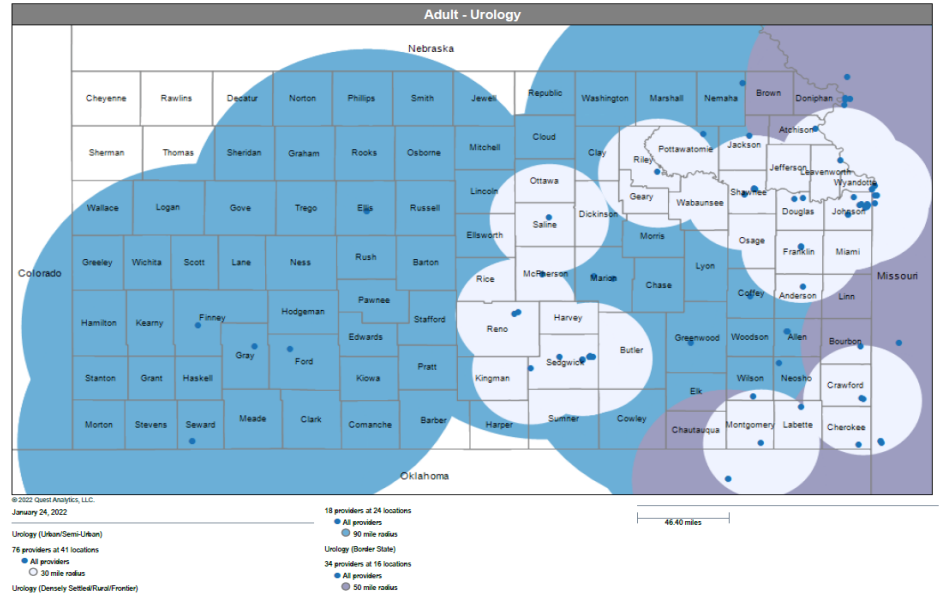 Adult - Urology
Nebraska
Cheyenne Rawlins Decatur Norton Phillips Smith Jewell Republic Washington Marshall Nemaha Brown Doniphan
Atchison
Sherman Thomas Sheridan Graham Rooks Osborne Mitchell Cloud Clay Riley Pottawatomie Jackson Jefferson Leavenworth
Wyandotte
Wallace Logan Gove Trego Ellis Russell Lincoln Ottawa Geary Wabaunsee Shawnee Douglas Johnson
Saline Dickinson
Ellsworth Morris Osage Franklin Miami
Colorado Greeley Wichita Scott Lane Ness Rush Barton Rice McPherson Marion Chase Lyon Coffey Anderson Linn Missouri
Hamilton Kearny Finney Hodgeman Pawnee Stafford Reno Harvey
Gray Ford Edwards Sedgwick Butler Greenwood Woodson Allen Bourbon
Stanton Grant Haskell Kiowa Pratt Kingman Elk Wilson Neosho Crawford
Morton Stevens Seward Meade Clark Comanche Barber Harper Sumner Cowley Chautauqua Montgomery Labette Cherokee
Oklahoma
© 2022 Quest Analytics, LLC.
January 24, 2022
Urology (Urban/Semi-Urban)
76 providers at 41 locations
All providers
30 mile radius
Urology (Densely Settled/Rural/Frontier)
18 providers at 24 locations
All providers
90 mile radius
Urology (Border State)
34 providers at 16 locations
All providers
50 mile radius
46.40 miles